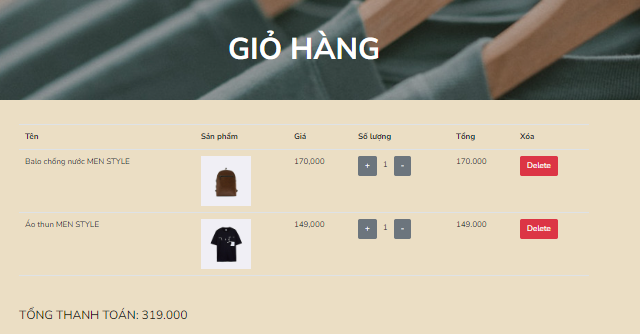 GIỎ HÀNG
Tên Sản phẩm Giá Số lượng Tổng Xóa
Balo chống nước MEN STYLE 170,000 + 1 - 170.000 Delete
Áo thun MEN STYLE 149,000 + 1 - 149.000 Delete
TỔNG THANH TOÁN: 319.000